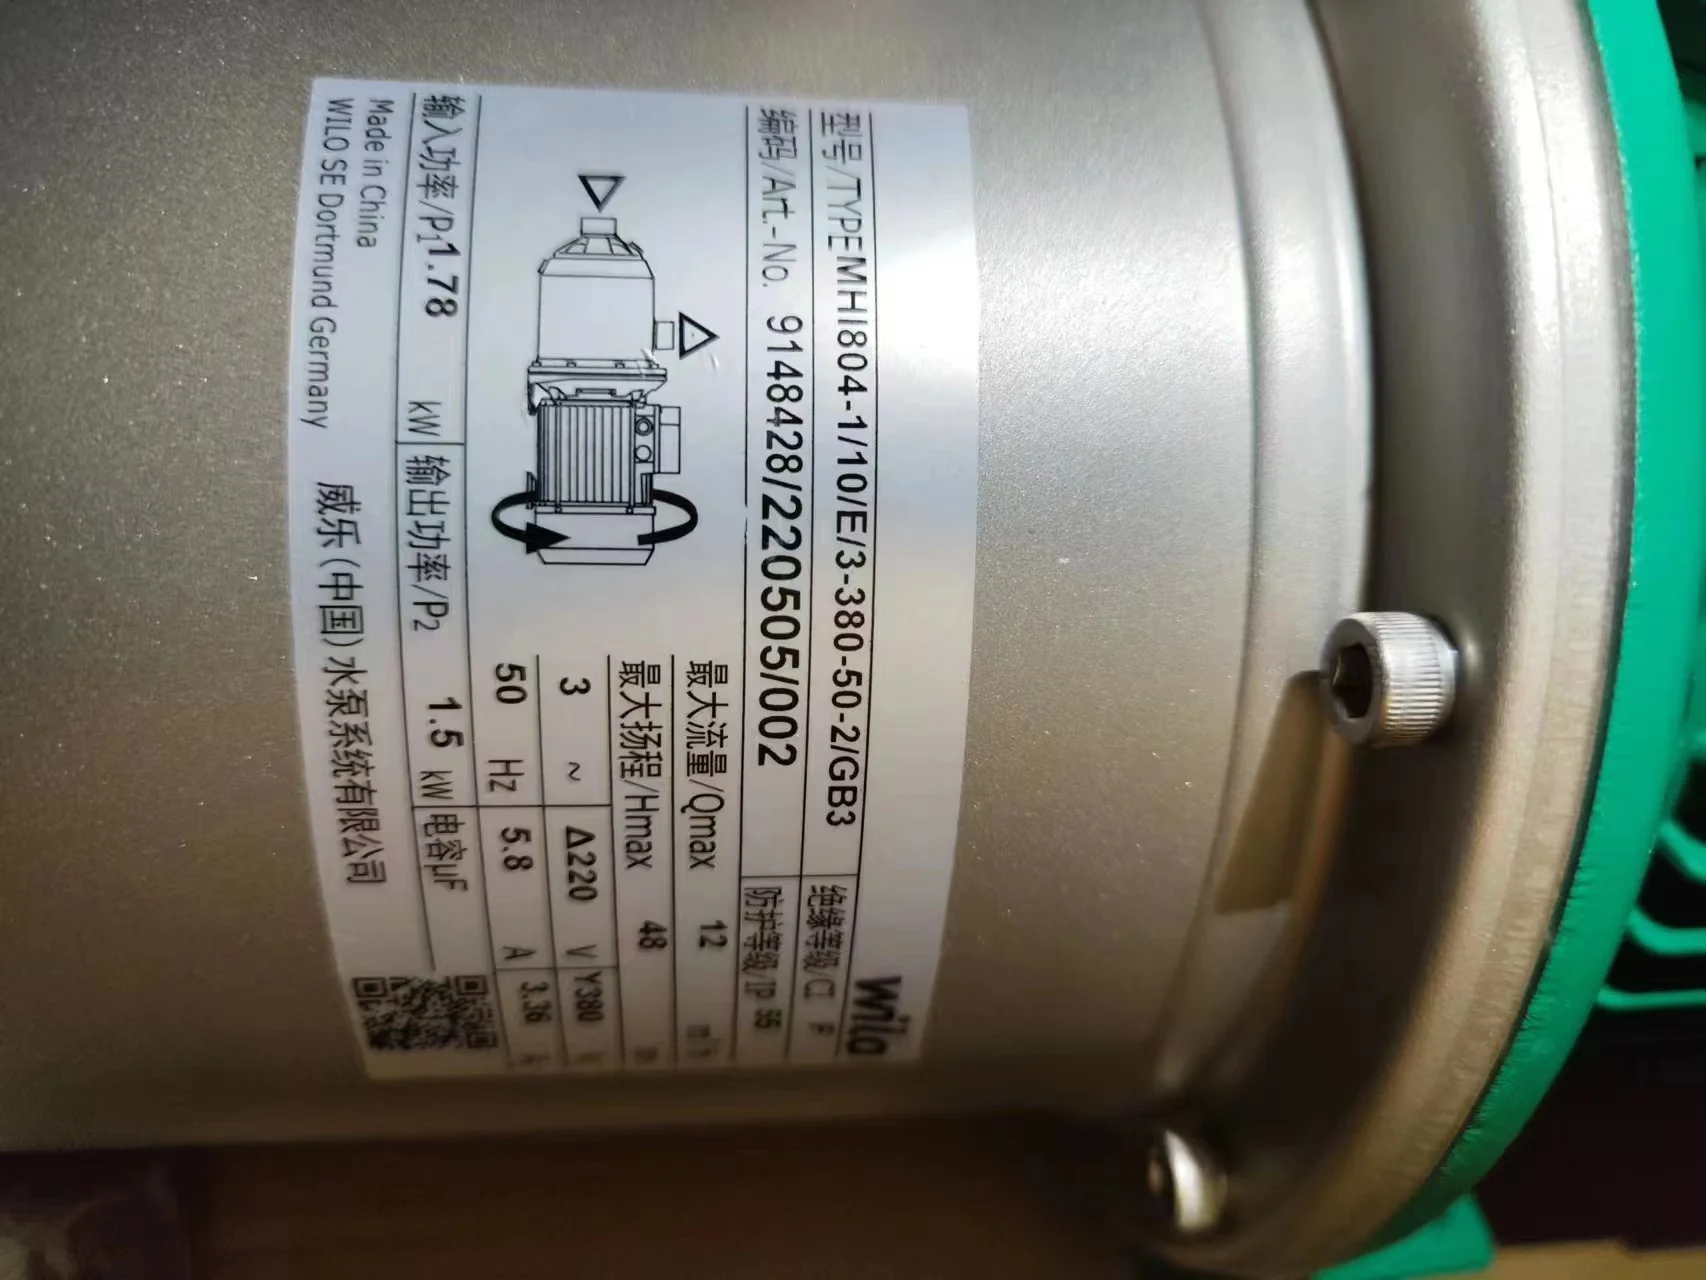 wilo
型号/TYPE MHI804-1/10/E/3-380-50-2/GB3 绝缘等级/CI F
编码/Art.-No. 9148428/220505/002 防护等级/IP 55
最大流量/Qmax 12 m³/h
最大扬程/Hmax 48 m
3 ~ Δ220 V Y380 V
50 Hz 5.8 A 3.36 A
输入功率/P1 1.78 kW 输出功率/P2 1.5 kW 电容μF
Made in China
WILO SE Dortmund Germany 威乐(中国)水泵系统有限公司